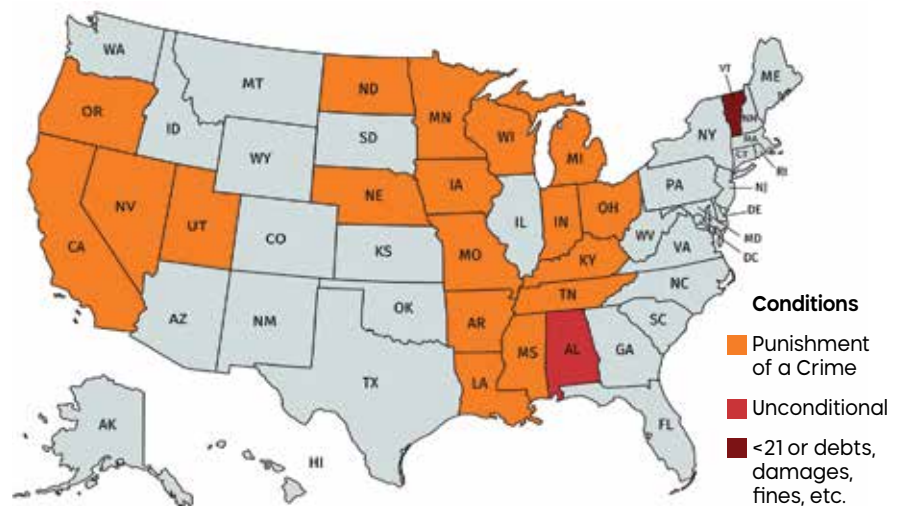 WA
MT
ND
MN
OR
ID
SD
WI
WY
MI
VT
ME
NH
NY
MA
CT
RI
NV
UT
NE
IA
PA
NJ
CA
CO
KS
MO
IL
IN
OH
WV
VA
DE
MD
DC
KY
AZ
NM
OK
AR
TN
NC
SC
TX
LA
MS
AL
GA
FL
AK
HI
Conditions
Punishment
of a Crime
Unconditional
<21 or debts,
damages,
fines, etc.